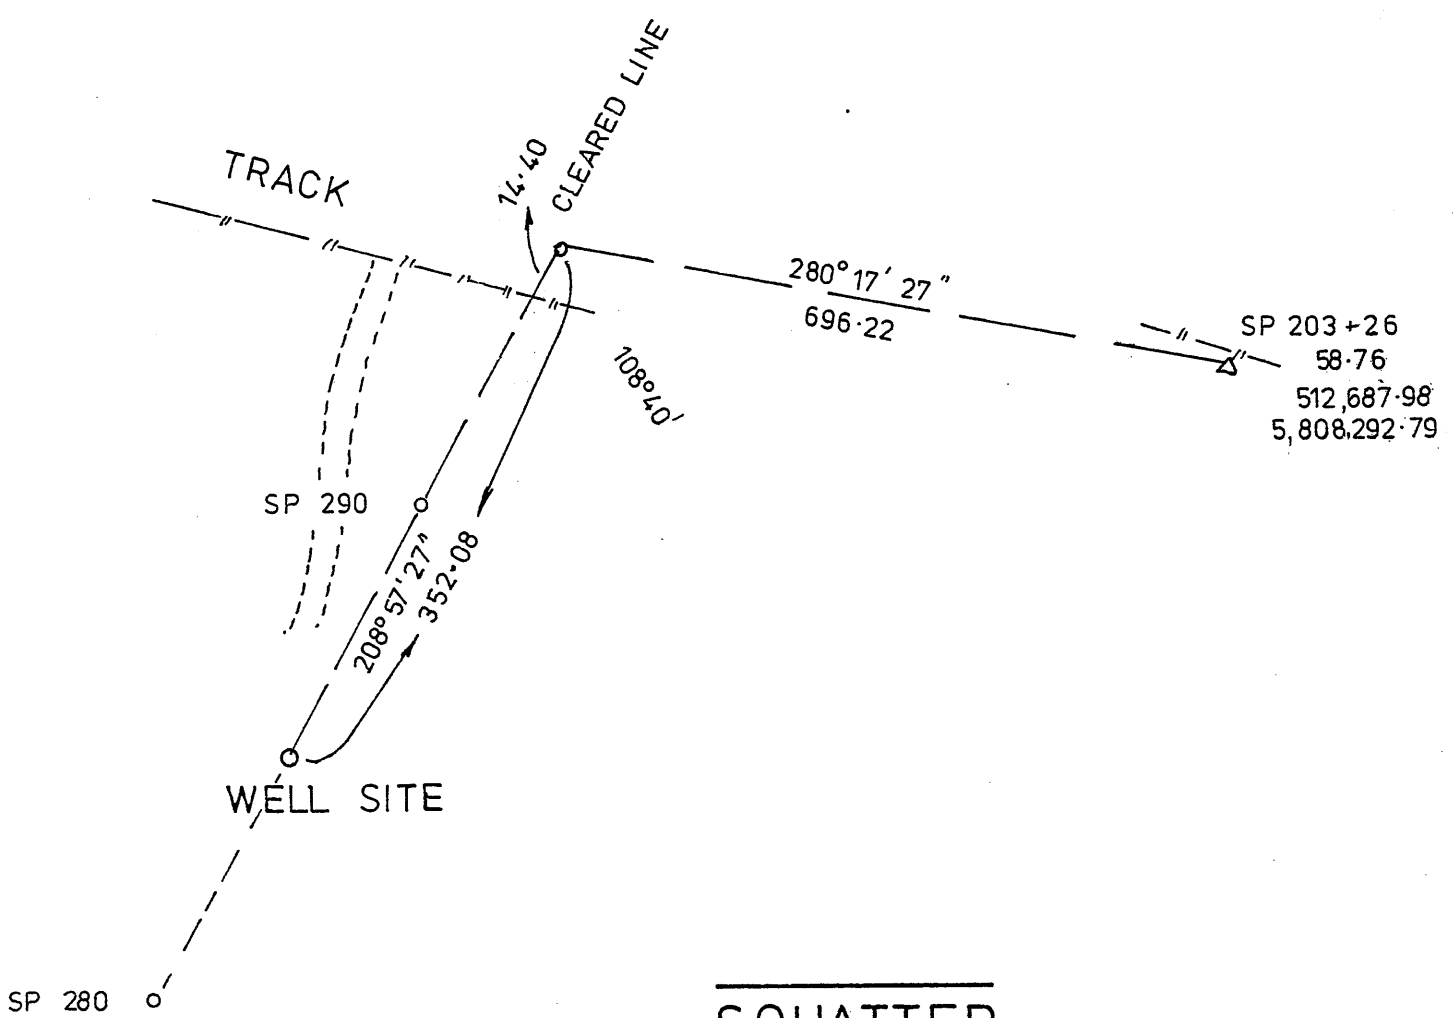 CLEARED LINE
14·40
TRACK
280° 17' 27"
696·22
SP 203 +26
58·76
512,687·98
5,808,292·79
108°40'
SP 290
208°57'27"
352·08
WELL SITE
SP 280
SQUATTER